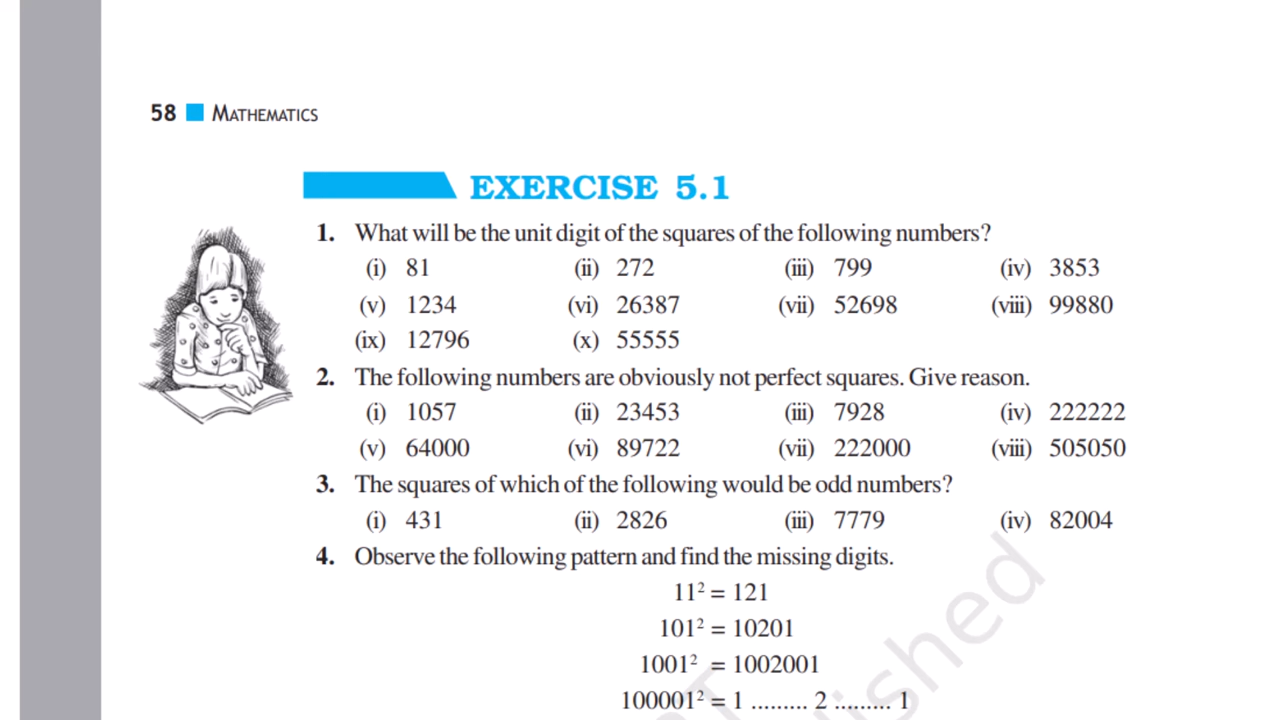 58 MATHEMATICS
EXERCISE 5.1
1. What will be the unit digit of the squares of the following numbers?
(i) 81 (ii) 272 (iii) 799 (iv) 3853
(v) 1234 (vi) 26387 (vii) 52698 (viii) 99880
(ix) 12796 (x) 55555
2. The following numbers are obviously not perfect squares. Give reason.
(i) 1057 (ii) 23453 (iii) 7928 (iv) 222222
(v) 64000 (vi) 89722 (vii) 222000 (viii) 505050
3. The squares of which of the following would be odd numbers?
(i) 431 (ii) 2826 (iii) 7779 (iv) 82004
4. Observe the following pattern and find the missing digits.
11² = 121
101² = 10201
1001² = 1002001
100001² = 1 ......... 2 ......... 1